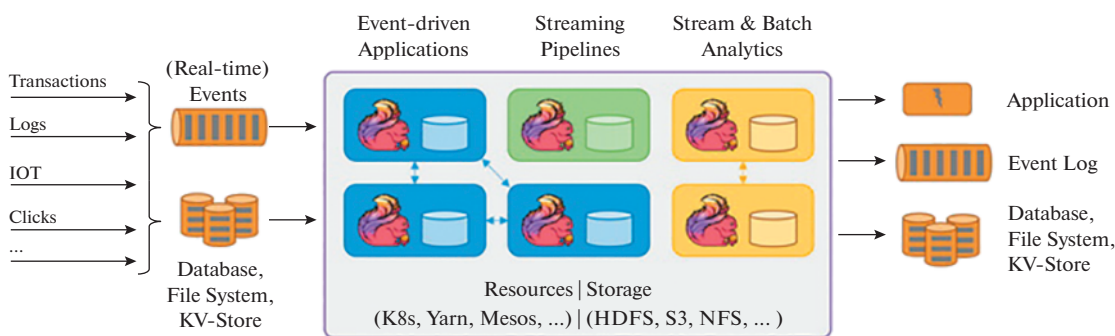 Event-driven
Applications
Streaming
Pipelines
Stream & Batch
Analytics
Transactions
Logs
IOT
Clicks
...
(Real-time)
Events
Database,
File System,
KV-Store
Resources | Storage
(K8s, Yarn, Mesos, ...) | (HDFS, S3, NFS, ... )
Application
Event Log
Database,
File System,
KV-Store